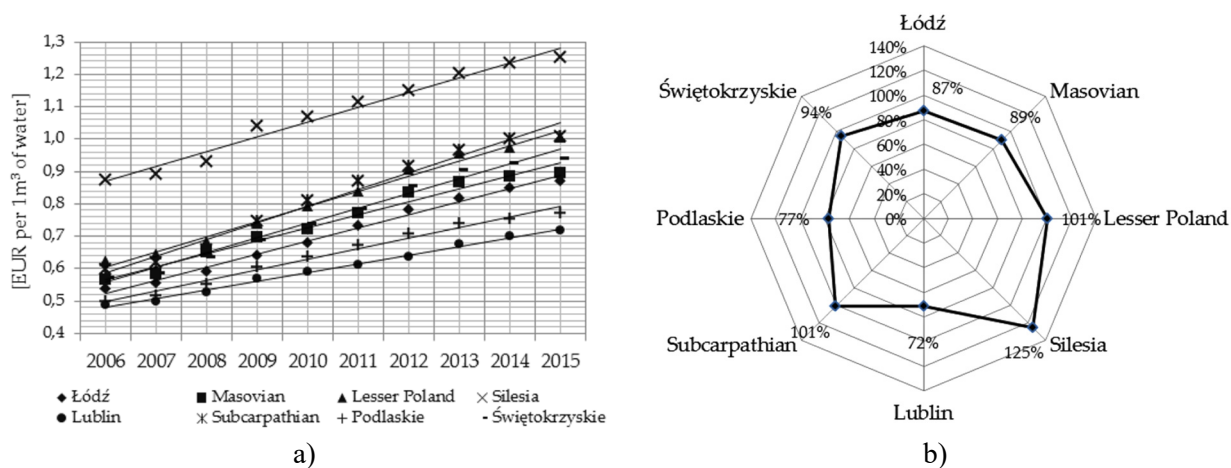 1,3
1,2
1,1
1,0
0,9
0,8
0,7
0,6
0,5
0,4
[EUR per 1m³ of water]
2006 2007 2008 2009 2010 2011 2012 2013 2014 2015
Łódź Masovian Lesser Poland Silesia
Lublin Subcarpathian Podlaskie Świętokrzyskie
a)
Łódź
140%
120%
100%
80%
60%
40%
20%
0%
87%
Masovian
89%
Lesser Poland
101%
Silesia
125%
Lublin
72%
Subcarpathian
101%
Podlaskie
77%
Świętokrzyskie
94%
b)